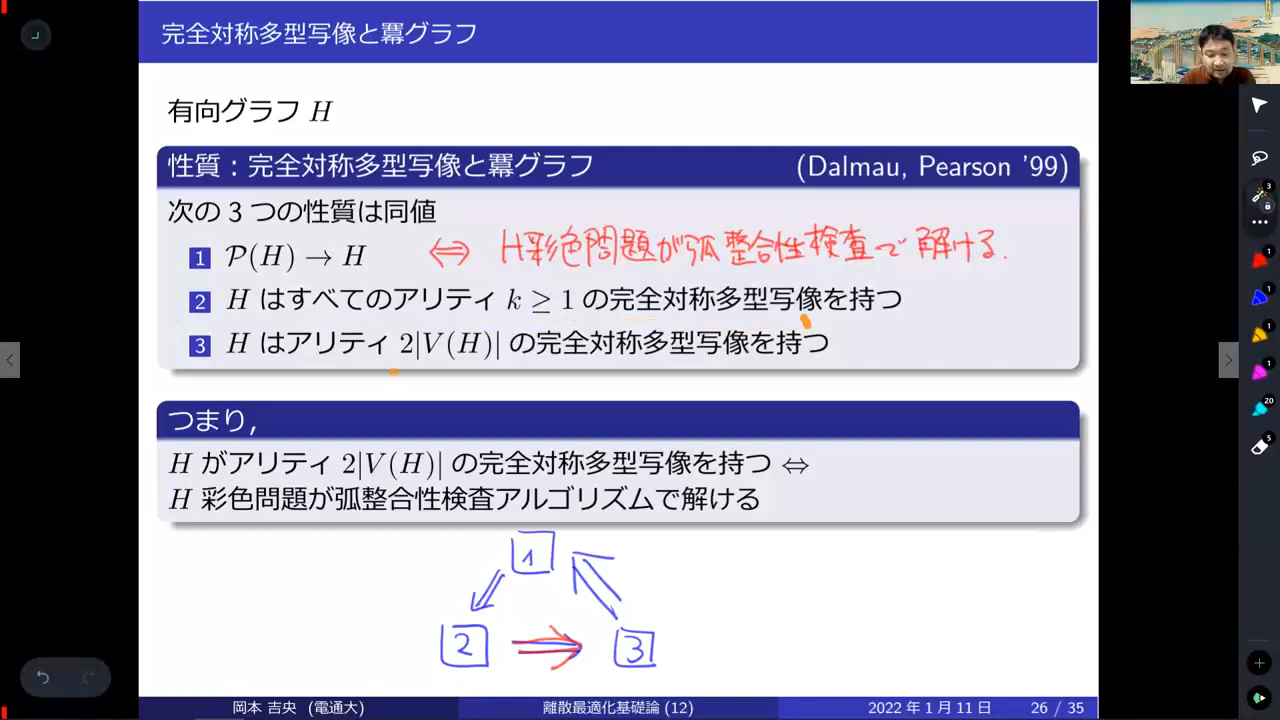 完全対称多型写像と冪グラフ
有向グラフ H
性質：完全対称多型写像と冪グラフ (Dalmau, Pearson '99)
次の 3 つの性質は同値
1 P(H) → H ⇔ H彩色問題が弧整合性検査で解ける.
2 H はすべてのアリティ k ≥ 1 の完全対称多型写像を持つ
3 H はアリティ 2|V(H)| の完全対称多型写像を持つ
つまり,
H がアリティ 2|V(H)| の完全対称多型写像を持つ ⇔
H 彩色問題が弧整合性検査アルゴリズムで解ける
1
2 ⇒ 3
岡本 吉央 (電通大) 離散最適化基礎論 (12) 2022 年 1 月 11 日 26 / 35